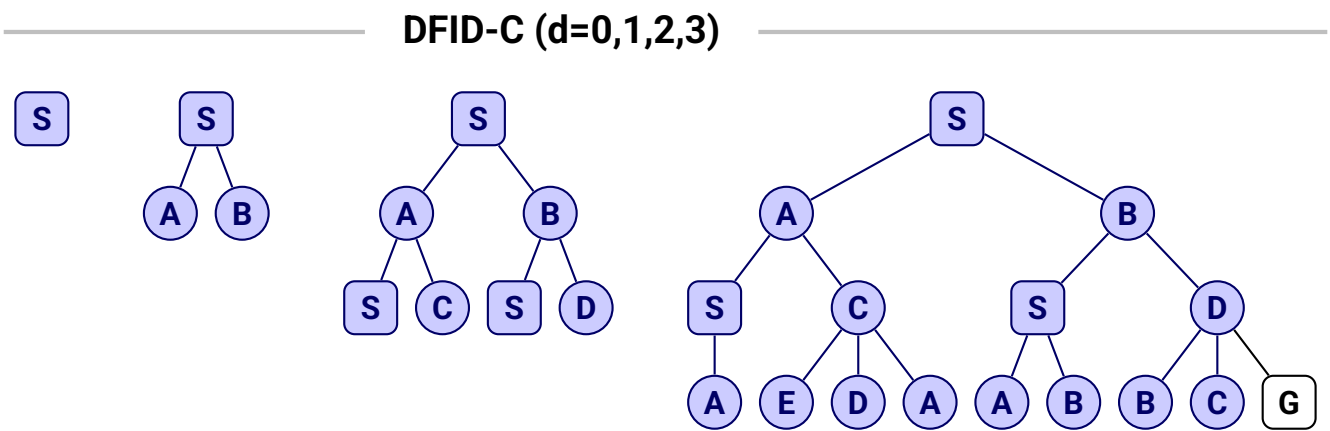 DFID-C (d=0,1,2,3)
S S S S
A B A B A B
S C S D S C S D
A E D A A B B C G